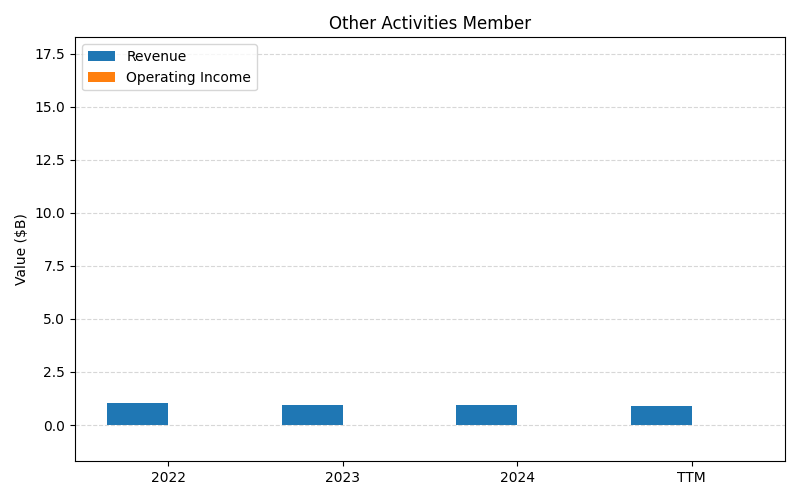 Other Activities Member
Revenue
Operating Income
Value ($B)
17.5
15.0
12.5
10.0
7.5
5.0
2.5
0.0
2022
2023
2024
TTM